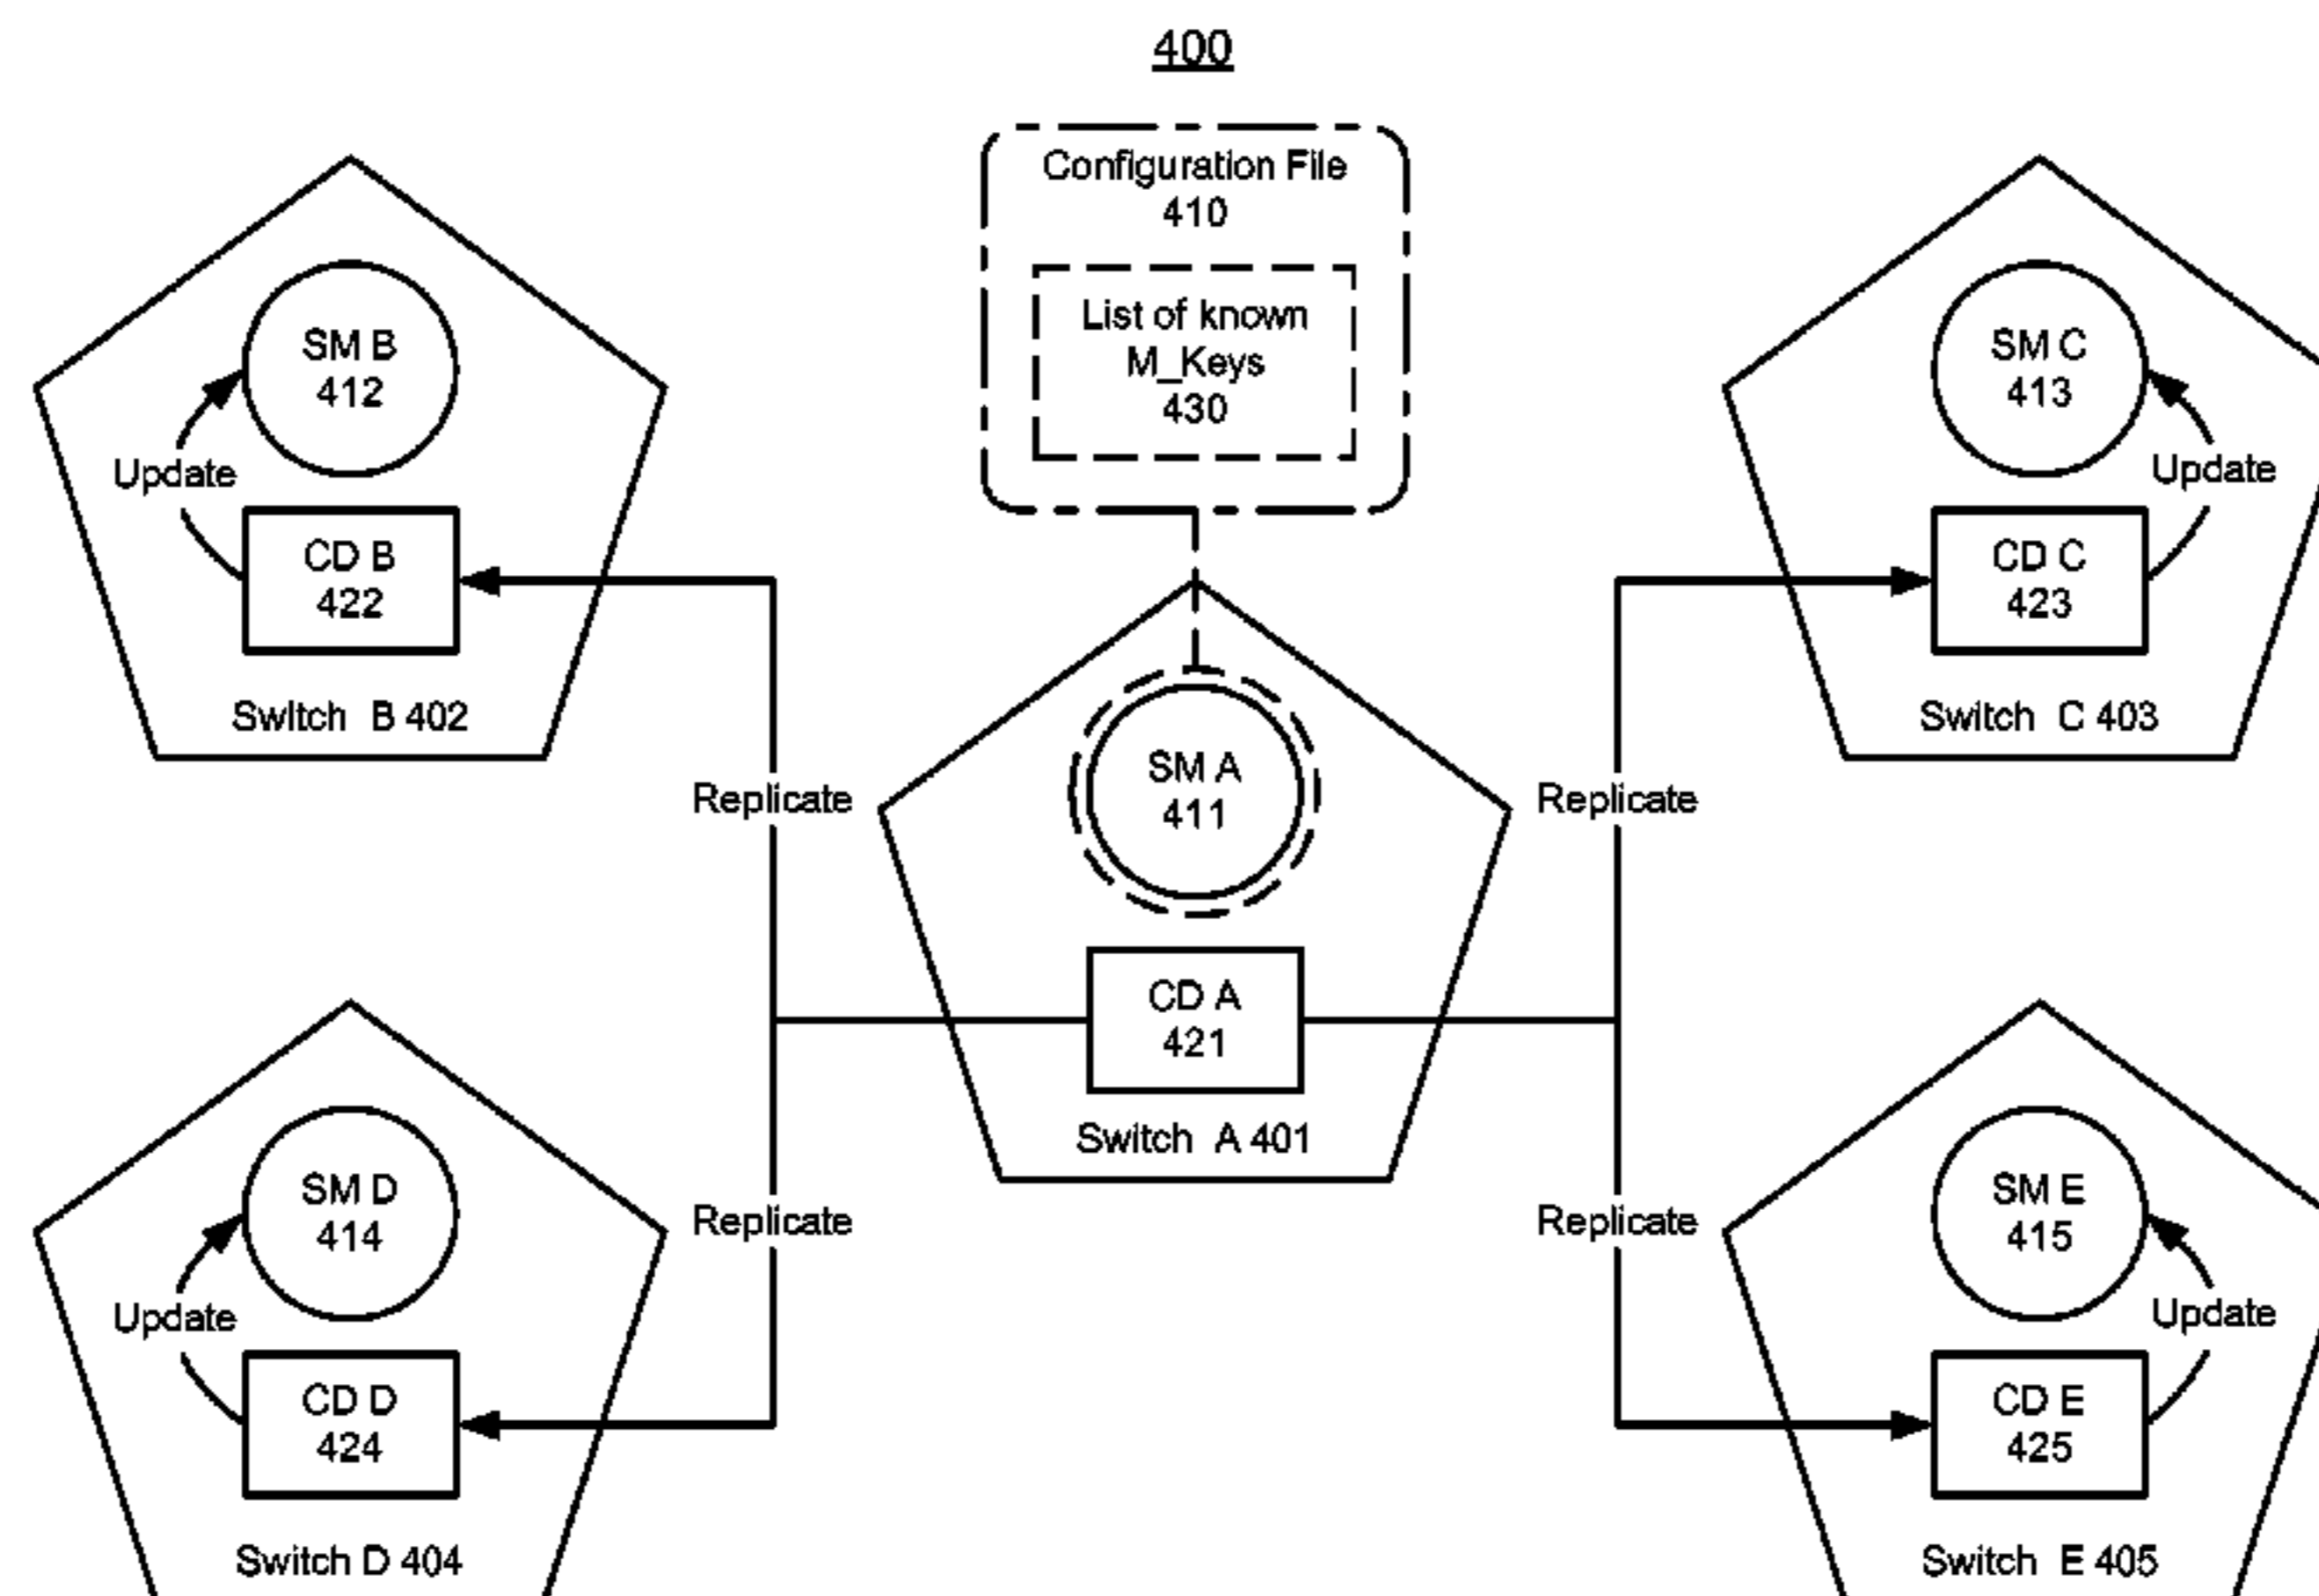 400
Configuration File
410
List of known
M_Keys
430
SM B
412
Update
CD B
422
Switch B 402
SM C
413
Update
CD C
423
Switch C 403
Replicate
Replicate
SM A
411
CD A
421
Switch A 401
Replicate
Replicate
SM D
414
Update
CD D
424
Switch D 404
SM E
415
Update
CD E
425
Switch E 405